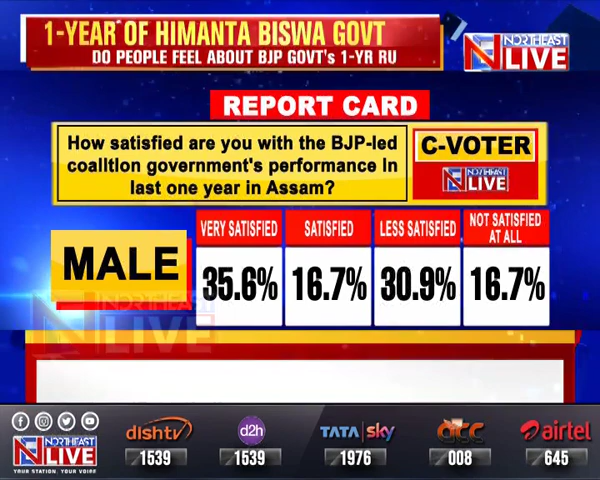 1-YEAR OF HIMANTA BISWA GOVT
DO PEOPLE FEEL ABOUT BJP GOVT's 1-YR RU
NORTHEAST
LIVE
REPORT CARD
How satisfied are you with the BJP-led
coalition government's performance in
last one year in Assam?
C-VOTER
NORTHEAST
LIVE
VERY SATISFIED
SATISFIED
LESS SATISFIED
NOT SATISFIED
AT ALL
MALE
35.6%
16.7%
30.9%
16.7%
NORTHEAST
LIVE
NORTHEAST
LIVE
YOUR STATION. YOUR VOICE
dishtv
1539
d2h
1539
TATA sky
1976
GTC
008
airtel
645